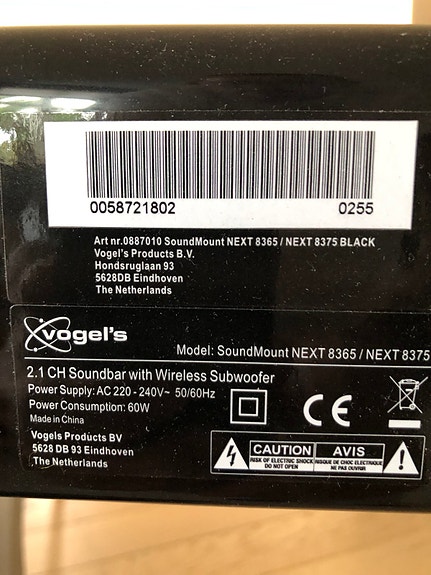 0058721802 0255
Art nr.0887010 SoundMount NEXT 8365 / NEXT 8375 BLACK
Vogel's Products B.V.
Hondsruglaan 93
5628DB Eindhoven
The Netherlands
vogel's
Model: SoundMount NEXT 8365 / NEXT 8375
2.1 CH Soundbar with Wireless Subwoofer
Power Supply: AC 220 - 240V~ 50/60Hz
Power Consumption: 60W
Made in China
CE
Vogels Products BV
5628 DB 93 Eindhoven
The Netherlands
CAUTION AVIS
RISK OF ELECTRIC SHOCK RISQUE DE CHOC ELECTRIQUE
DO NOT OPEN NE PAS OUVRIR